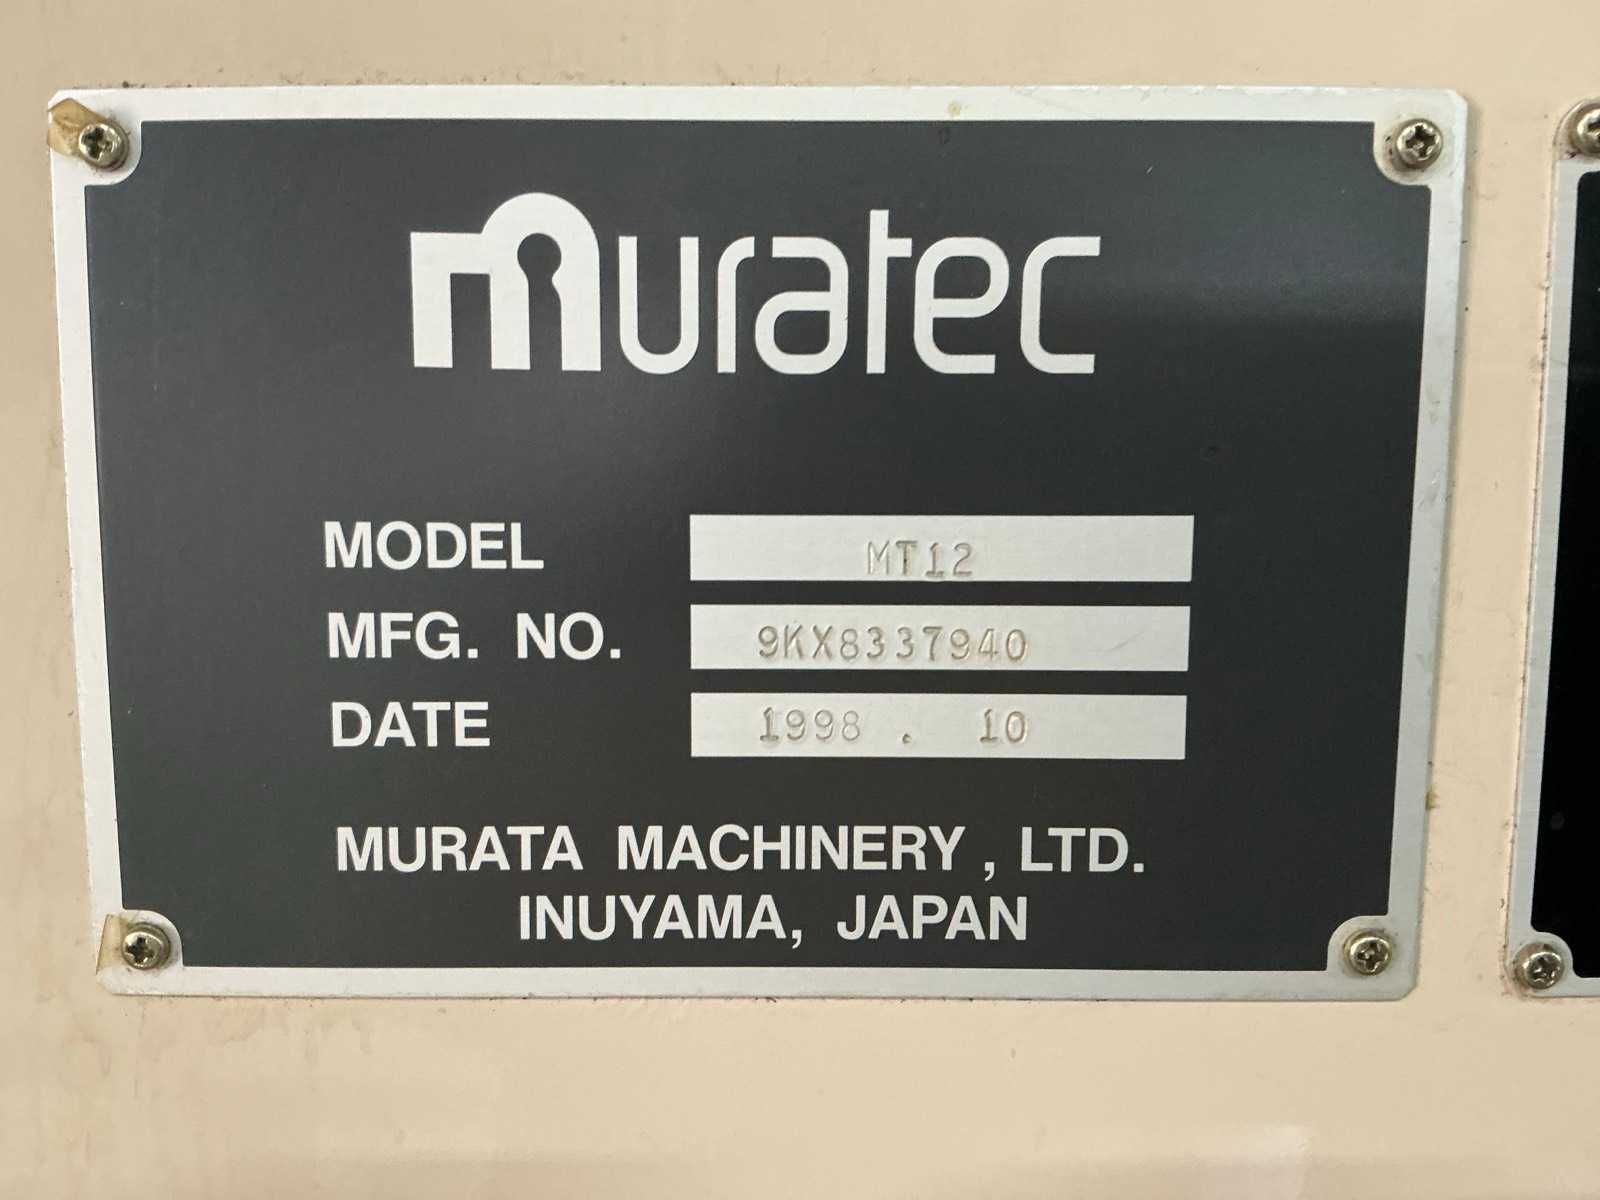 muratec
MODEL MT12
MFG. NO. 9KX8337940
DATE 1998 . 10
MURATA MACHINERY, LTD.
INUYAMA, JAPAN